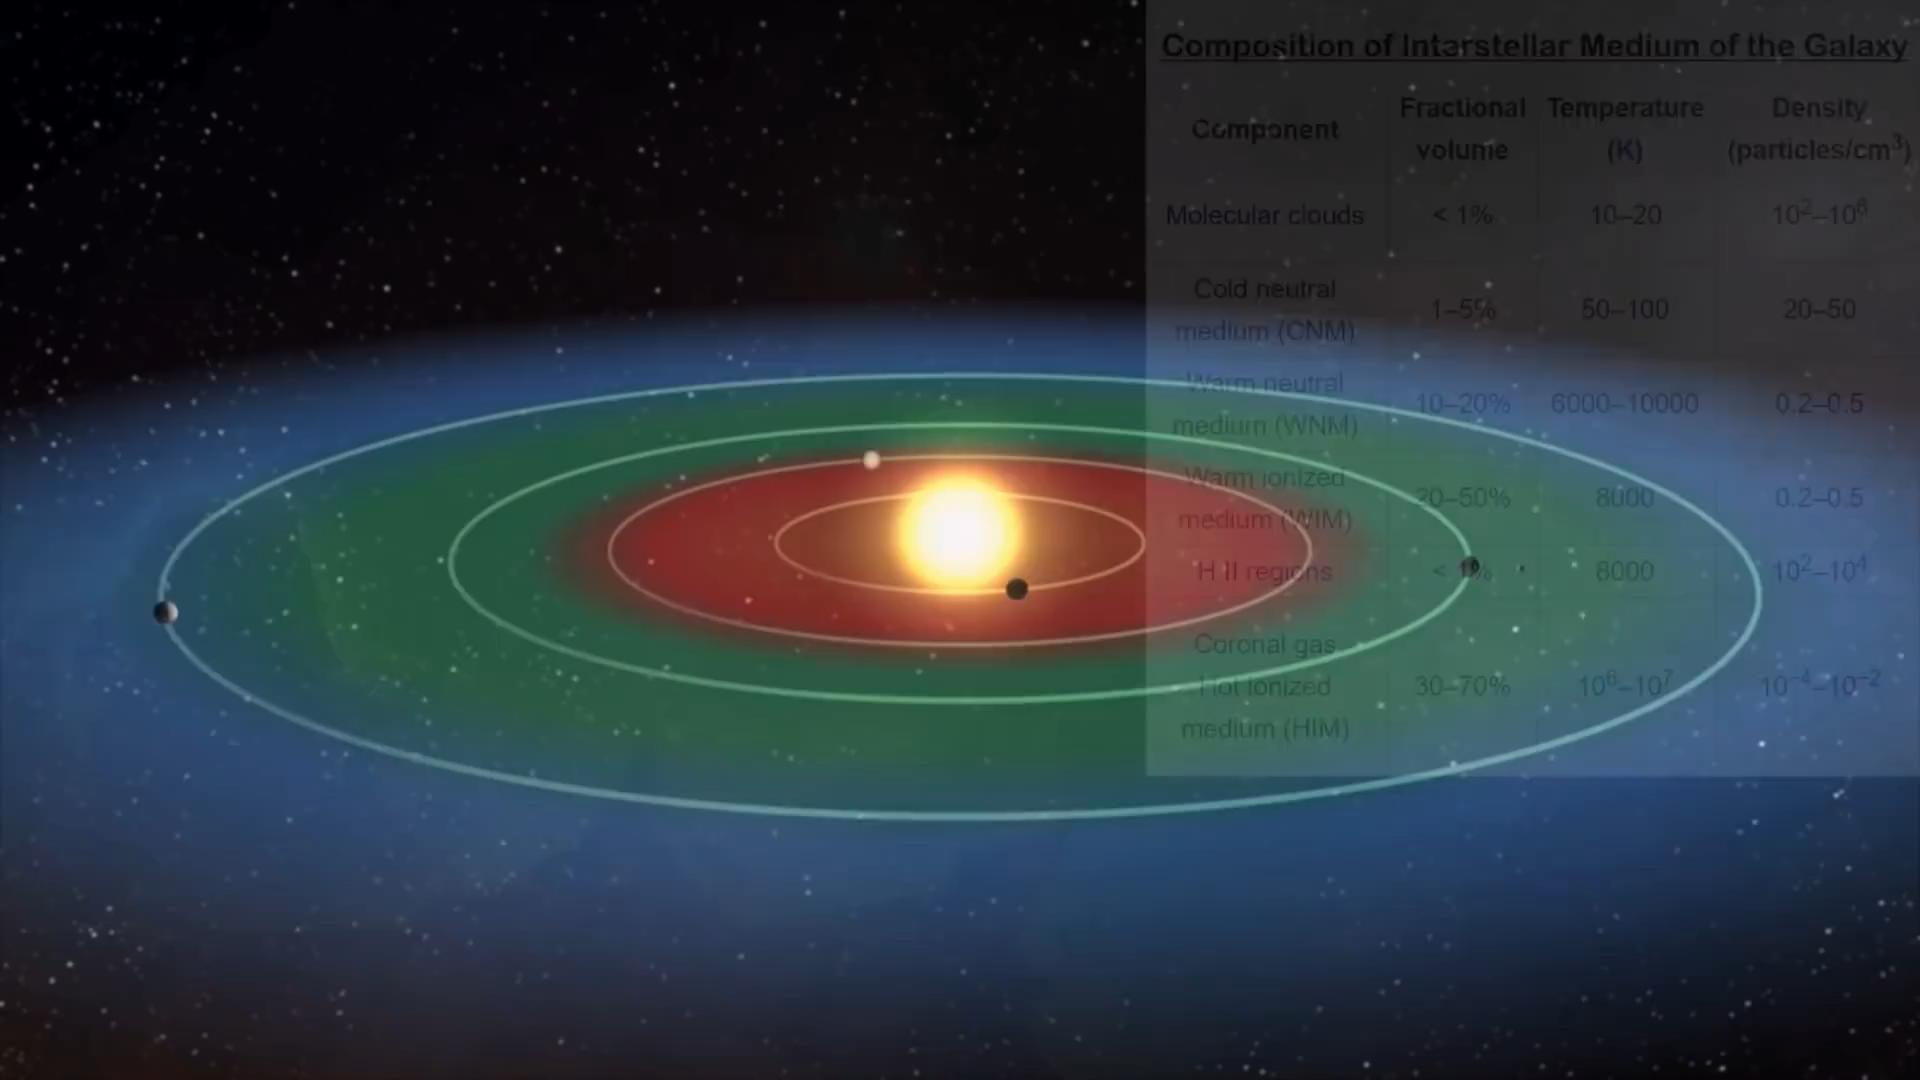 Composition of Intarstellar Medium of the Galaxy
Component Fractional volume Temperature (K) Density (particles/cm³)
Molecular clouds < 1% 10–20 10²–10⁶
Cold neutral medium (CNM) 1–5% 50–100 20–50
Warm neutral medium (WNM) 10–20% 6000–10000 0.2–0.5
Warm ionized medium (WIM) 20–50% 8000 0.2–0.5
H II regions < 1% 8000 10²–10⁴
Coronal gas
Hot ionized medium (HIM) 30–70% 10⁶–10⁷ 10⁻⁴–10⁻²